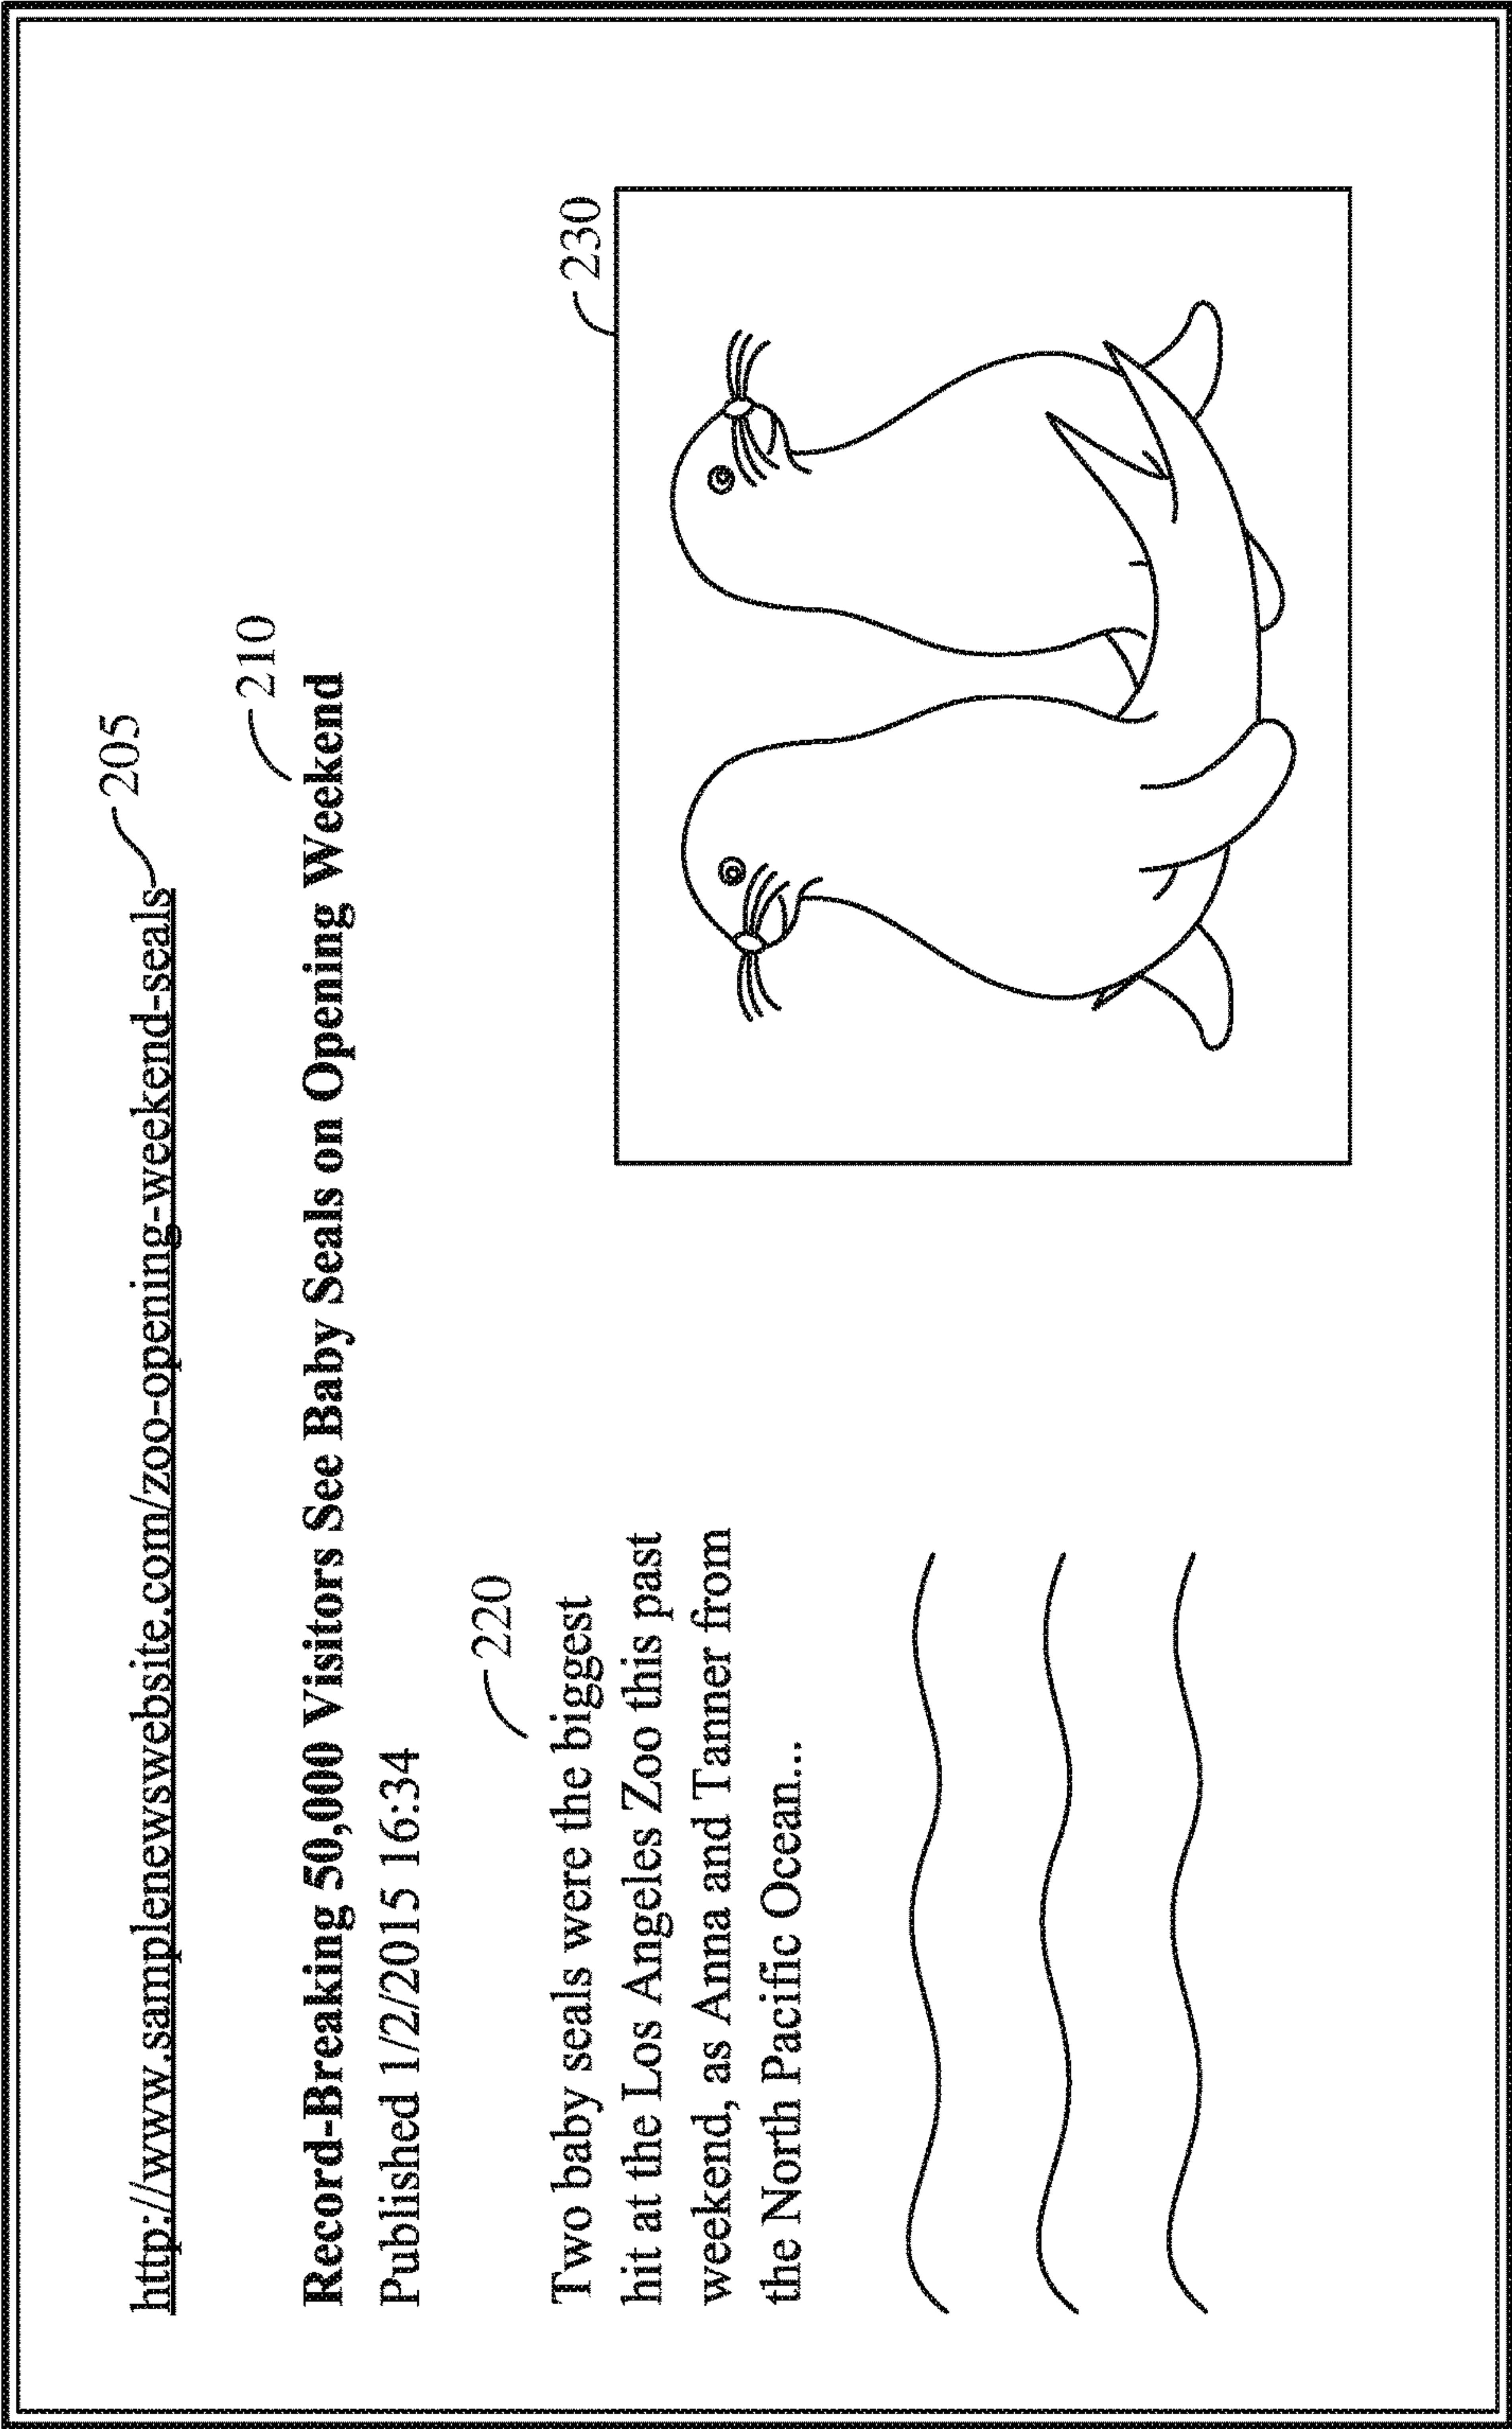 http://www.samplenewswebsite.com/zoo-opening-weekend-seals
205
210
Record-Breaking 50,000 Visitors See Baby Seals on Opening Weekend
Published 1/2/2015 16:34
220
Two baby seals were the biggest
hit at the Los Angeles Zoo this past
weekend, as Anna and Tanner from
the North Pacific Ocean...
230